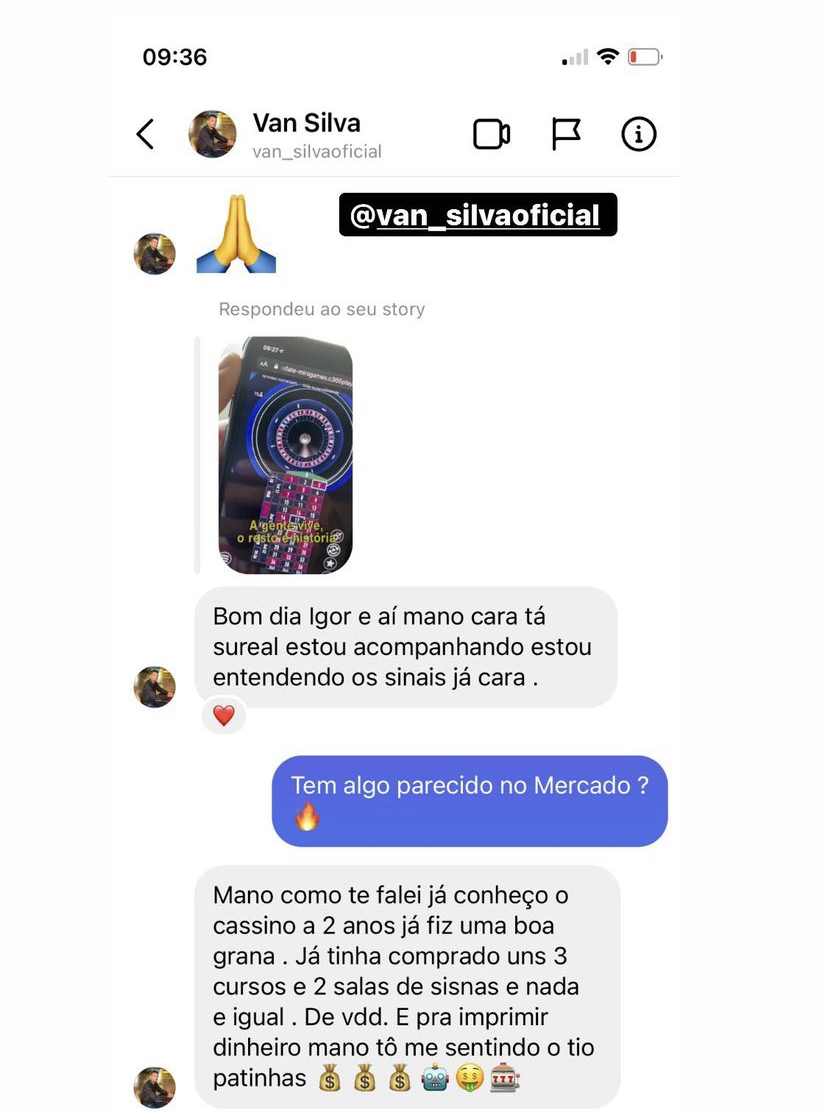 09:36
Van Silva
van_silvaoficial
@van_silvaoficial
Respondeu ao seu story
09:27
A gente vive,
o resto é história
Bom dia Igor e aí mano cara tá
sureal estou acompanhando estou
entendendo os sinais já cara .
Tem algo parecido no Mercado ?
Mano como te falei já conheço o
cassino a 2 anos já fiz uma boa
grana . Já tinha comprado uns 3
cursos e 2 salas de sisnas e nada
e igual . De vdd. E pra imprimir
dinheiro mano tô me sentindo o tio
patinhas